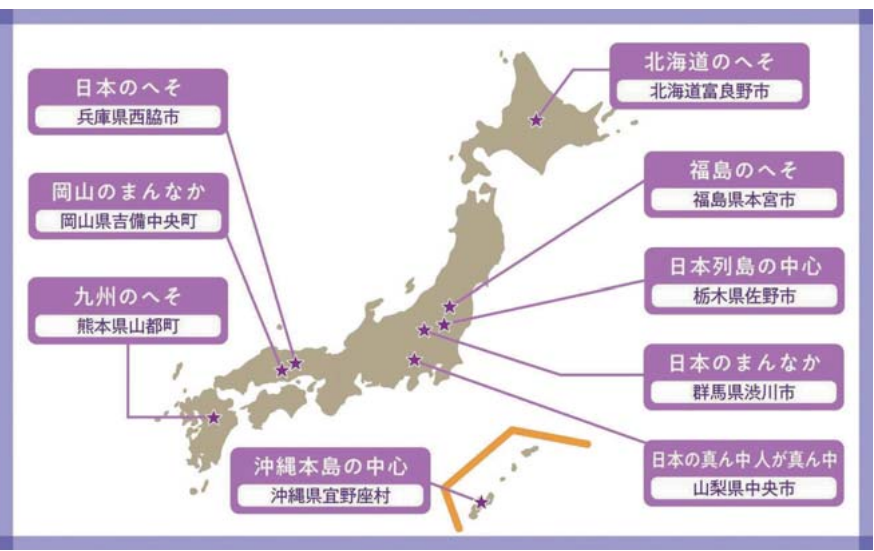 日本のへそ
兵庫県西脇市
岡山のまんなか
岡山県吉備中央町
九州のへそ
熊本県山都町
沖縄本島の中心
沖縄県宜野座村
北海道のへそ
北海道富良野市
福島のへそ
福島県本宮市
日本列島の中心
栃木県佐野市
日本のまんなか
群馬県渋川市
日本の真ん中人が真ん中
山梨県中央市